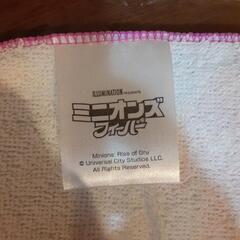 ILLUMINATION PRESENTS
ミニオンズ
フィーバー
Minions: Rise of Gru
© Universal City Studios LLC.
All Rights Reserved.